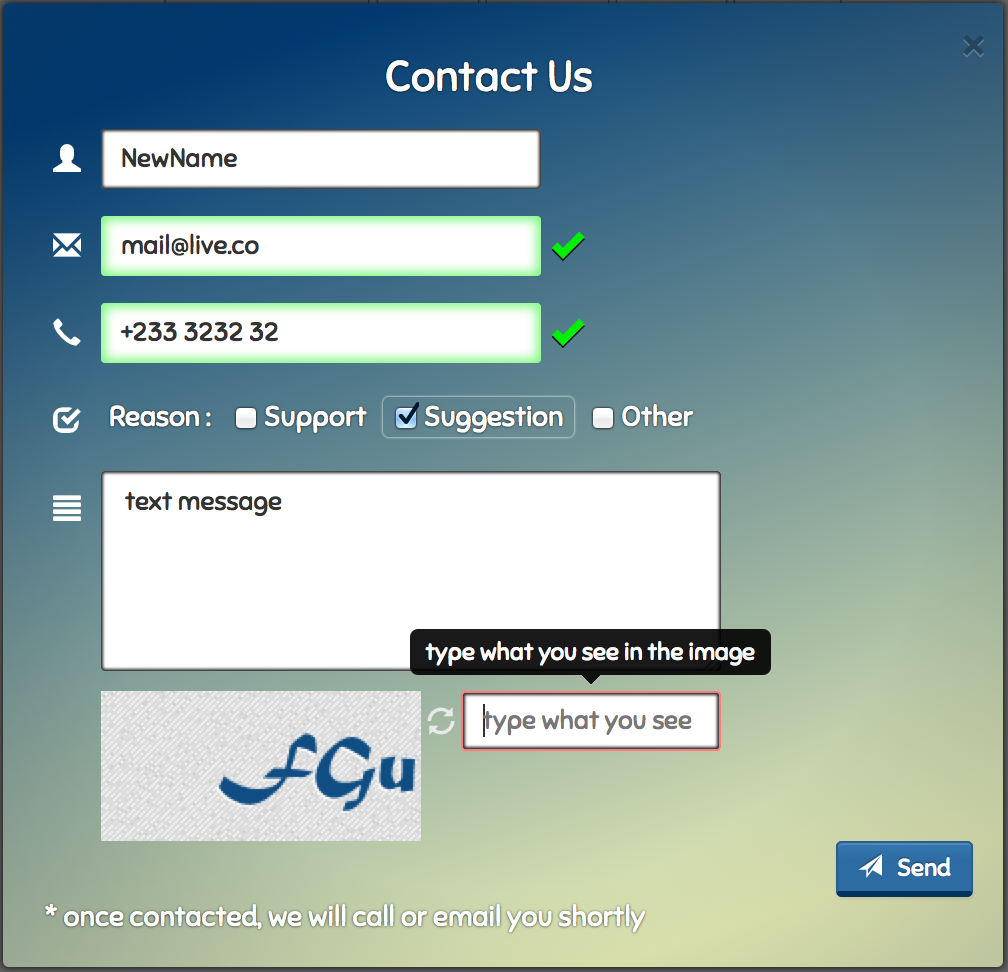 Contact Us
NewName
mail@live.co
+233 3232 32
Reason : Support Suggestion Other
text message
type what you see in the image
fGu
type what you see
Send
* once contacted, we will call or email you shortly